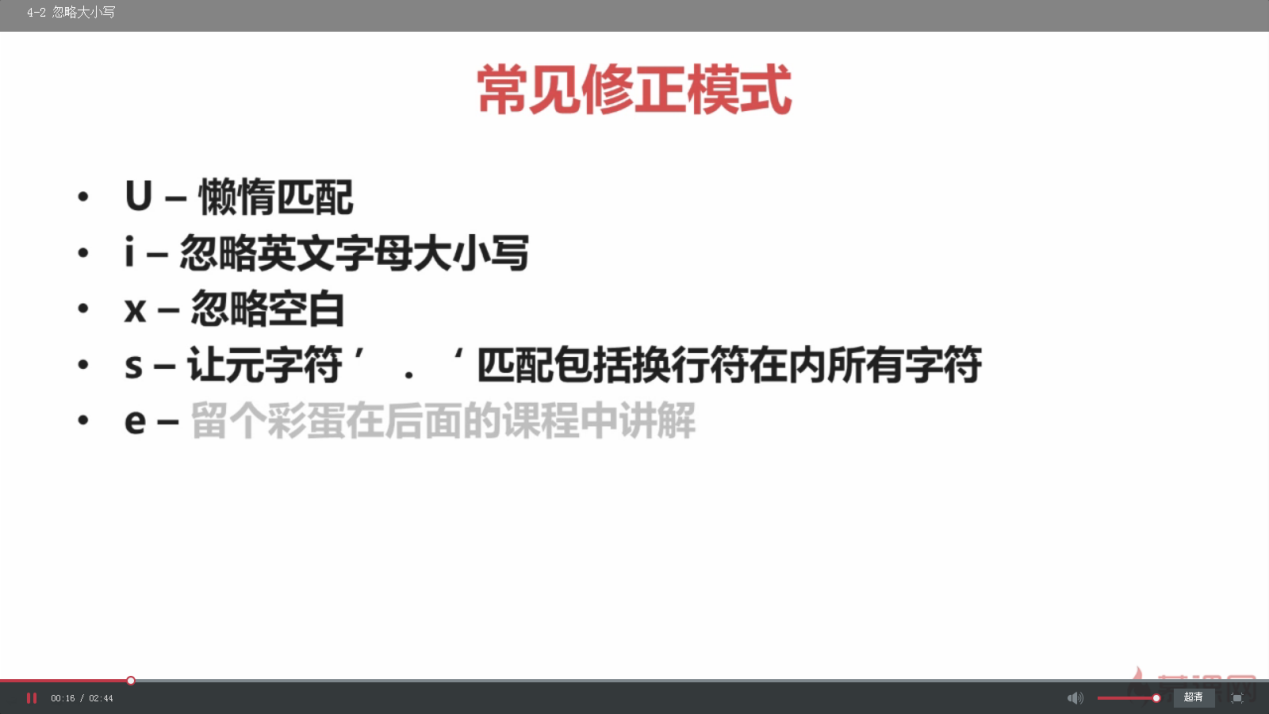 4-2 忽略大小写
常见修正模式
• U – 懒惰匹配
• i – 忽略英文字母大小写
• x – 忽略空白
• s – 让元字符 ′ . ‘ 匹配包括换行符在内所有字符
• e – 留个彩蛋在后面的课程中讲解
慕课网
00:16 / 02:44
超清